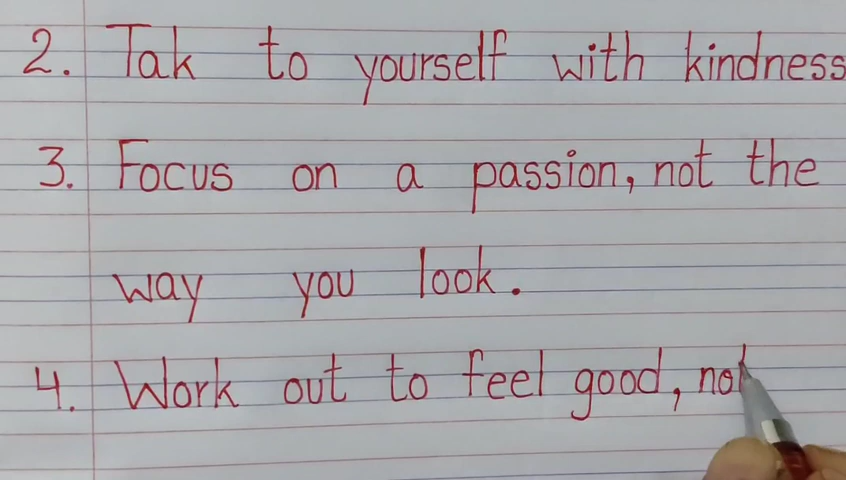 2. Tak to yourself with kindness
3. Focus on a passion, not the
way you look.
4. Work out to feel good, not